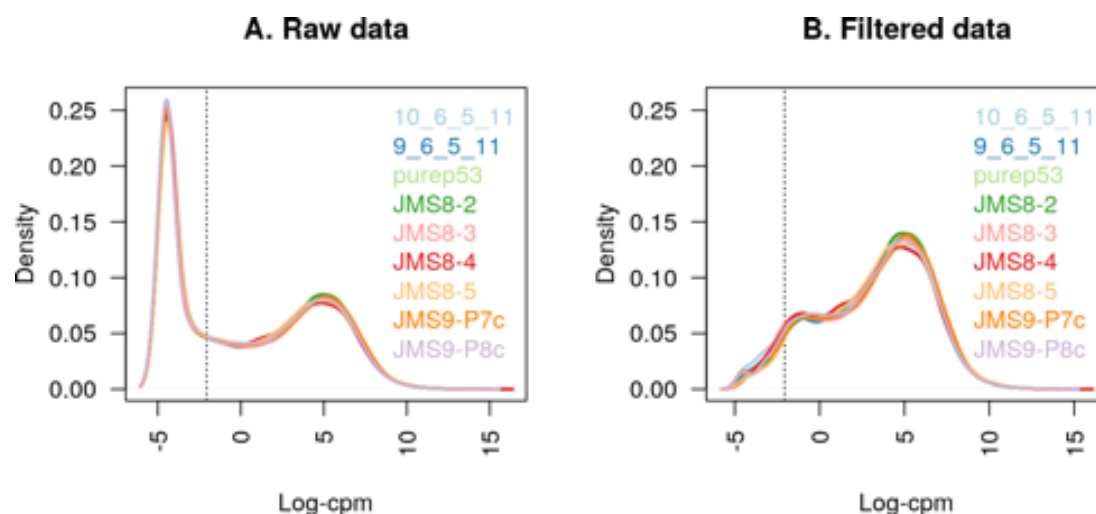 A. Raw data
Density
0.25
0.20
0.15
0.10
0.05
0.00
10_6_5_11
9_6_5_11
purep53
JMS8-2
JMS8-3
JMS8-4
JMS8-5
JMS9-P7c
JMS9-P8c
-5
0
5
10
15
Log-cpm
B. Filtered data
Density
0.25
0.20
0.15
0.10
0.05
0.00
10_6_5_11
9_6_5_11
purep53
JMS8-2
JMS8-3
JMS8-4
JMS8-5
JMS9-P7c
JMS9-P8c
-5
0
5
10
15
Log-cpm